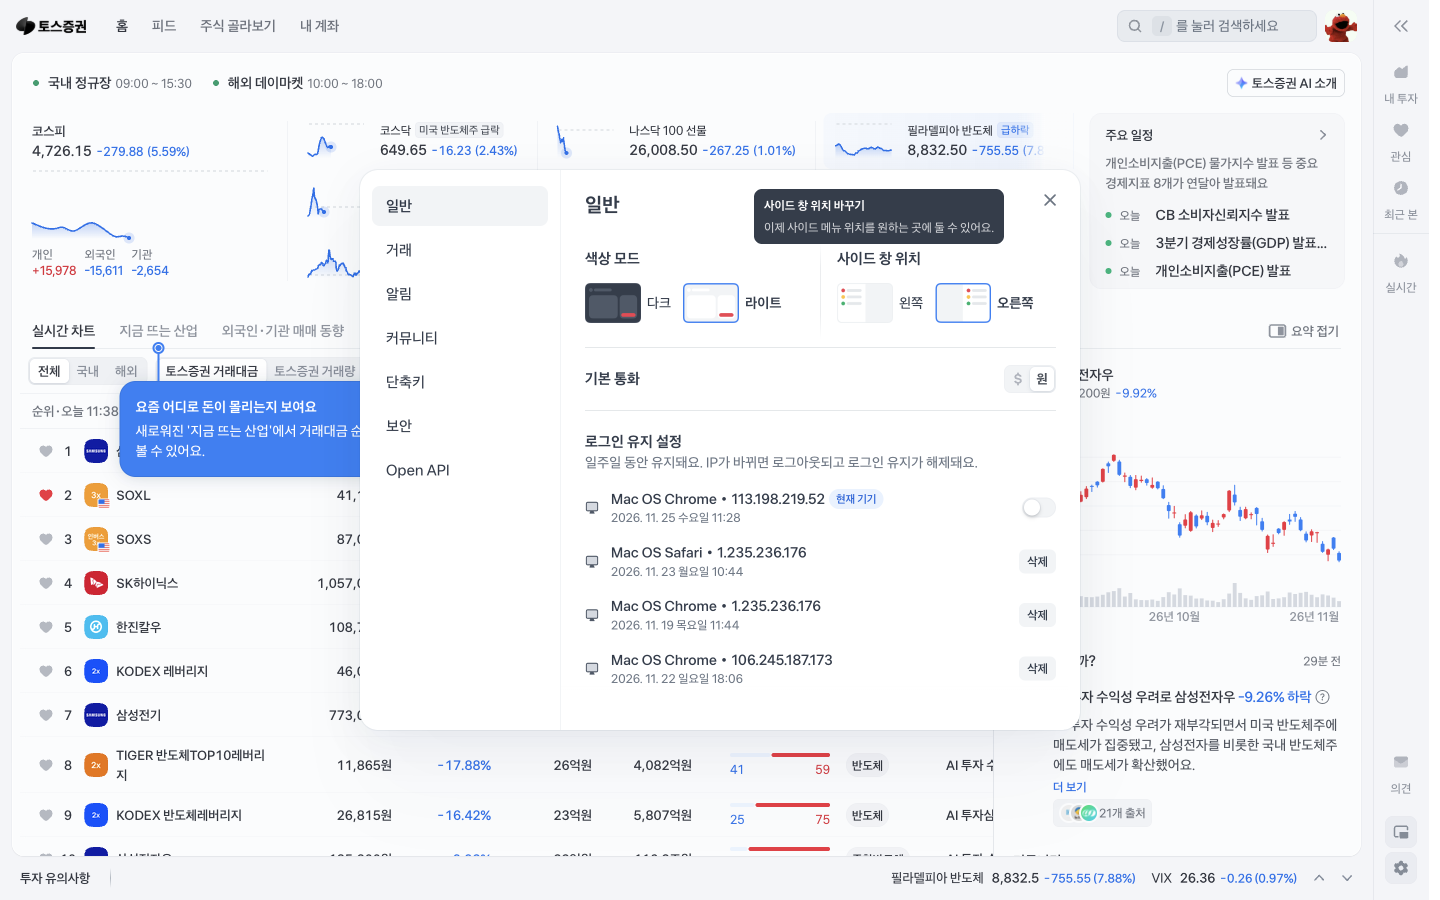 토스증권
홈
피드
주식 골라보기
내 계좌
/ 를 눌러 검색하세요
국내 정규장 09:00 ~ 15:30
해외 데이마켓 10:00 ~ 18:00
토스증권 AI 소개
코스피
4,726.15 -279.88 (5.59%)
개인
+15,978
외국인
-15,611
기관
-2,654
코스닥 미국 반도체주 급락
649.65 -16.23 (2.43%)
나스닥 100 선물
26,008.50 -267.25 (1.01%)
필라델피아 반도체 급하락
8,832.50 -755.55 (7.8
주요 일정
개인소비지출(PCE) 물가지수 발표 등 중요
경제지표 8개가 연달아 발표돼요
오늘 CB 소비자신뢰지수 발표
오늘 3분기 경제성장률(GDP) 발표...
오늘 개인소비지출(PCE) 발표
실시간 차트
지금 뜨는 산업
외국인·기관 매매 동향
요약 접기
전체
국내
해외
토스증권 거래대금
토스증권 거래량
순위·오늘 11:38
요즘 어디로 돈이 몰리는지 보여요
새로워진 '지금 뜨는 산업'에서 거래대금 순
볼 수 있어요.
1
2 SOXL 41,1
3 SOXS 87,0
4 SK하이닉스 1,057,0
5 한진칼우 108,7
6 KODEX 레버리지 46,0
7 삼성전기 773,0
8 TIGER 반도체TOP10레버리
지
11,865원 -17.88% 26억원 4,082억원 41 59 반도체 AI 투자 수
9 KODEX 반도체레버리지 26,815원 -16.42% 23억원 5,807억원 25 75 반도체 AI 투자심
일반
거래
알림
커뮤니티
단축키
보안
Open API
일반
사이드 창 위치 바꾸기
이제 사이드 메뉴 위치를 원하는 곳에 둘 수 있어요.
색상 모드
다크
라이트
사이드 창 위치
왼쪽
오른쪽
기본 통화
$
원
로그인 유지 설정
일주일 동안 유지돼요. IP가 바뀌면 로그아웃되고 로그인 유지가 해제돼요.
Mac OS Chrome • 113.198.219.52 현재 기기
2026. 11. 25 수요일 11:28
Mac OS Safari • 1.235.236.176
2026. 11. 23 월요일 10:44
삭제
Mac OS Chrome • 1.235.236.176
2026. 11. 19 목요일 11:44
삭제
Mac OS Chrome • 106.245.187.173
2026. 11. 22 일요일 18:06
삭제
전자우
200원 -9.92%
26년 10월
26년 11월
까?
29분 전
투자 수익성 우려로 삼성전자우 -9.26% 하락
투자 수익성 우려가 재부각되면서 미국 반도체주에
매도세가 집중됐고, 삼성전자를 비롯한 국내 반도체주
에도 매도세가 확산했어요.
더 보기
21개 출처
내 투자
관심
최근 본
실시간
의견
투자 유의사항
필라델피아 반도체 8,832.5 -755.55 (7.88%)
VIX 26.36 -0.26 (0.97%)